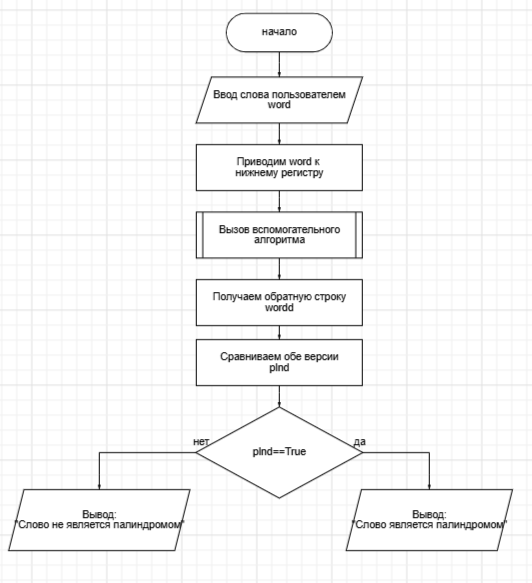 начало
Ввод слова пользователем
word
Приводим word к
нижнему регистру
Вызов вспомогательного
алгоритма
Получаем обратную строку
wordd
Сравниваем обе версии
plnd
plnd==True
нет
да
Вывод:
"Слово не является палиндромом"
Вывод:
"Слово является палиндромом"